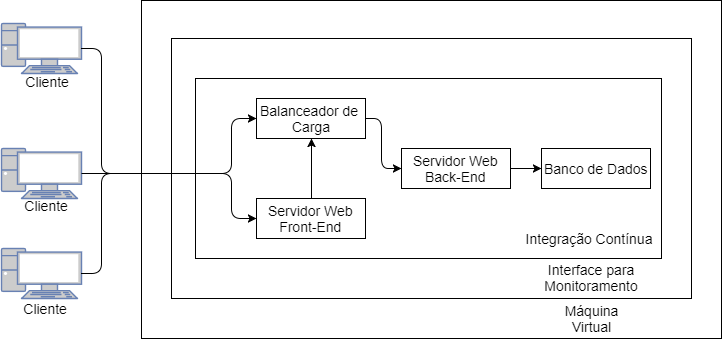 Cliente
Cliente
Cliente
Balanceador de
Carga
Servidor Web
Front-End
Servidor Web
Back-End
Banco de Dados
Integração Contínua
Interface para
Monitoramento
Máquina
Virtual